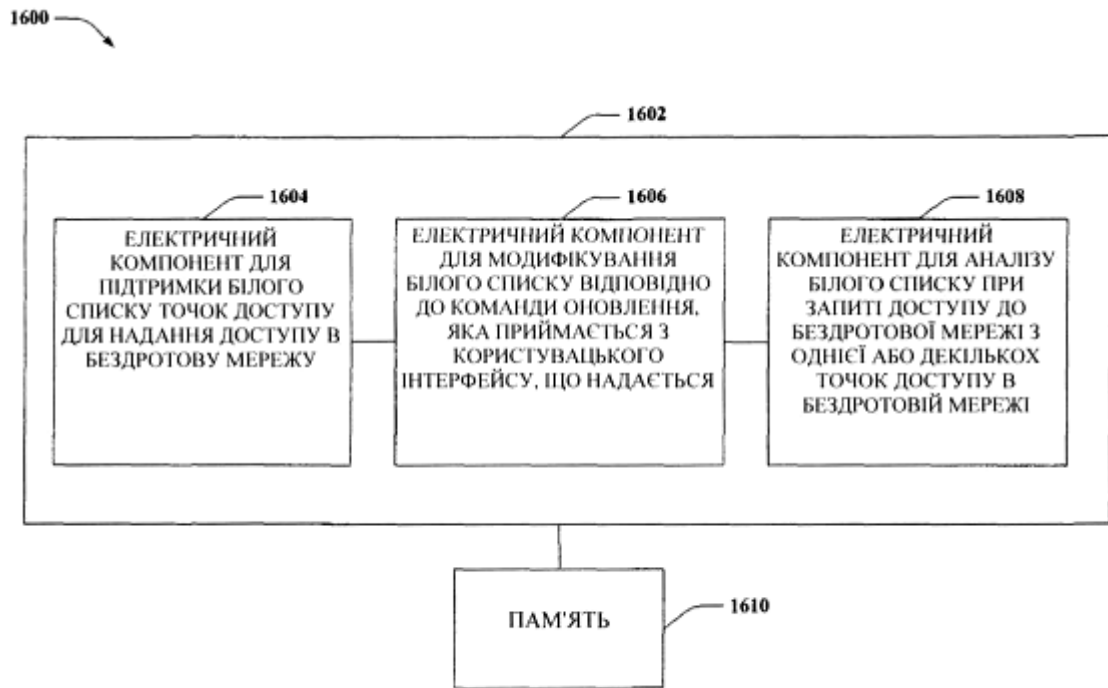 1600
1602
1604
1606
1608
ЕЛЕКТРИЧНИЙ
КОМПОНЕНТ ДЛЯ
ПІДТРИМКИ БІЛОГО
СПИСКУ ТОЧОК ДОСТУПУ
ДЛЯ НАДАННЯ ДОСТУПУ В
БЕЗДРОТОВУ МЕРЕЖУ
ЕЛЕКТРИЧНИЙ КОМПОНЕНТ
ДЛЯ МОДИФІКУВАННЯ
БІЛОГО СПИСКУ ВІДПОВІДНО
ДО КОМАНДИ ОНОВЛЕННЯ,
ЯКА ПРИЙМАЄТЬСЯ З
КОРИСТУВАЦЬКОГО
ІНТЕРФЕЙСУ, ЩО НАДАЄТЬСЯ
ЕЛЕКТРИЧНИЙ
КОМПОНЕНТ ДЛЯ АНАЛІЗУ
БІЛОГО СПИСКУ ПРИ
ЗАПИТІ ДОСТУПУ ДО
БЕЗДРОТОВОЇ МЕРЕЖІ З
ОДНІЄЇ АБО ДЕКІЛЬКОХ
ТОЧОК ДОСТУПУ В
БЕЗДРОТОВІЙ МЕРЕЖІ
ПАМ'ЯТЬ
1610